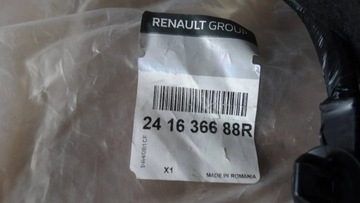 RENAULT GROUP
24 16 366 88R
X1
MADE IN ROMANIA